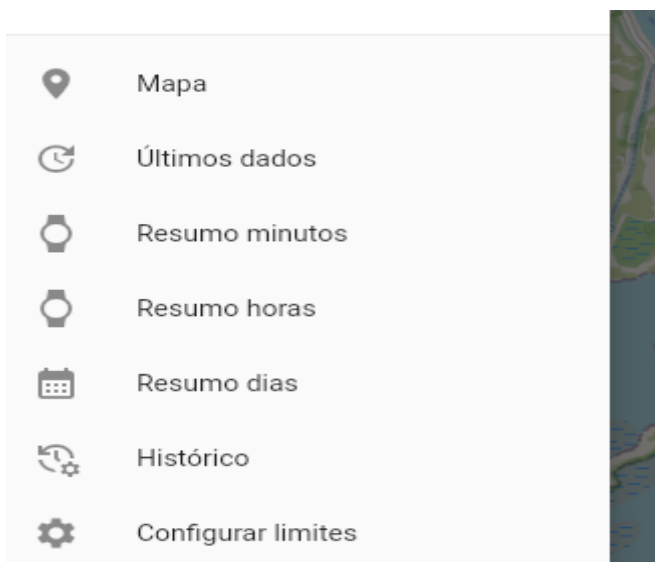 Mapa
Últimos dados
Resumo minutos
Resumo horas
Resumo dias
Histórico
Configurar limites